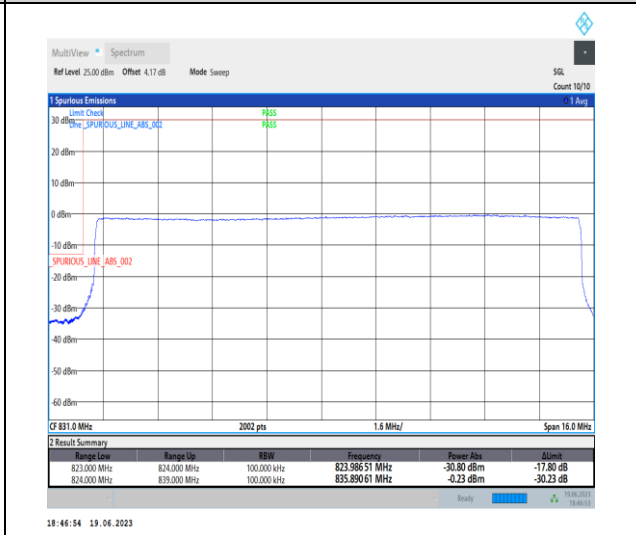 MultiView Spectrum
Ref Level 25.00 dBm Offset 4.17 dB Mode Sweep SGL
Count 10/10
1 Spurious Emissions 1 Avg
Limit Check PASS
30 dBm Line _SPURIOUS_LINE_ABS_002 PASS
20 dBm
10 dBm
0 dBm
-10 dBm
_SPURIOUS_LINE_ABS_002
-20 dBm
-30 dBm
-40 dBm
-50 dBm
-60 dBm
CF 831.0 MHz 2002 pts 1.6 MHz/ Span 16.0 MHz
2 Result Summary
Range Low Range Up RBW Frequency Power Abs ΔLimit
823.000 MHz 824.000 MHz 100.000 kHz 823.98651 MHz -30.80 dBm -17.80 dB
824.000 MHz 839.000 MHz 100.000 kHz 835.89061 MHz -0.23 dBm -30.23 dB
Ready 19.06.2023
18:46:53
18:46:54 19.06.2023